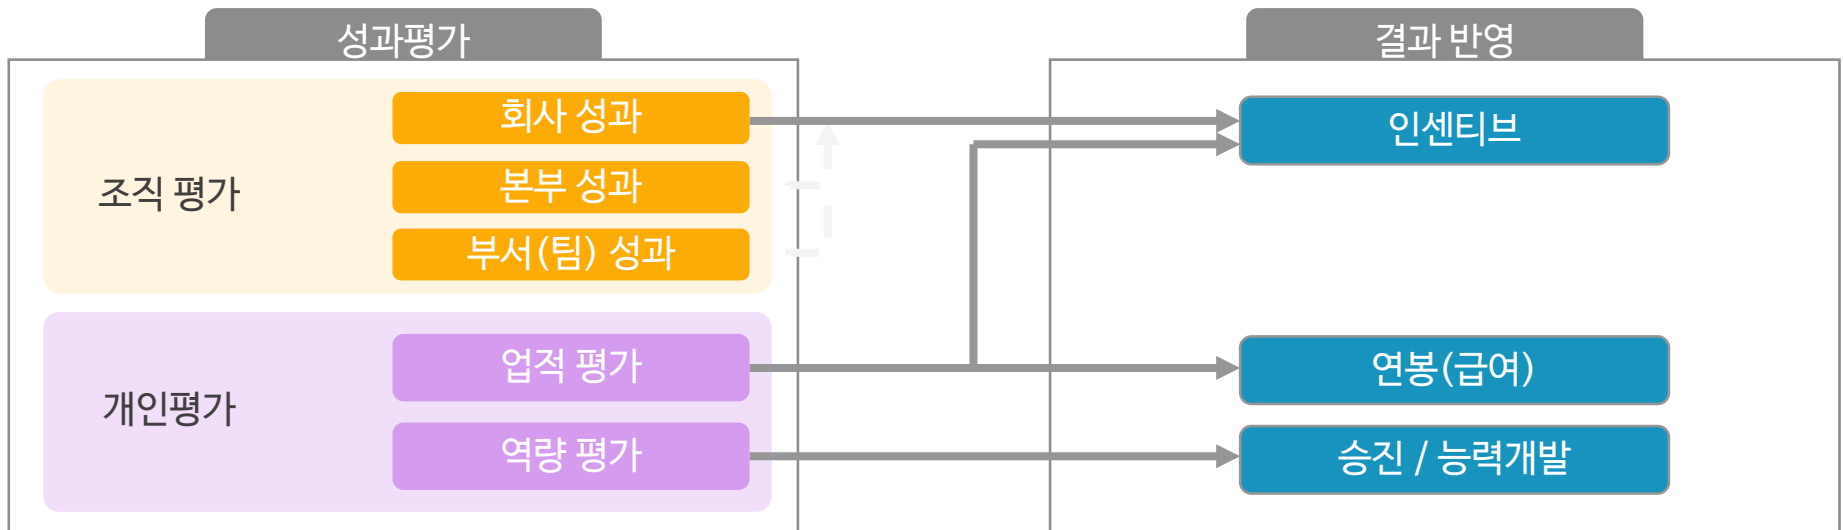 성과평가
결과 반영
조직 평가
회사 성과
본부 성과
부서(팀) 성과
인센티브
개인평가
업적 평가
역량 평가
연봉(급여)
승진 / 능력개발